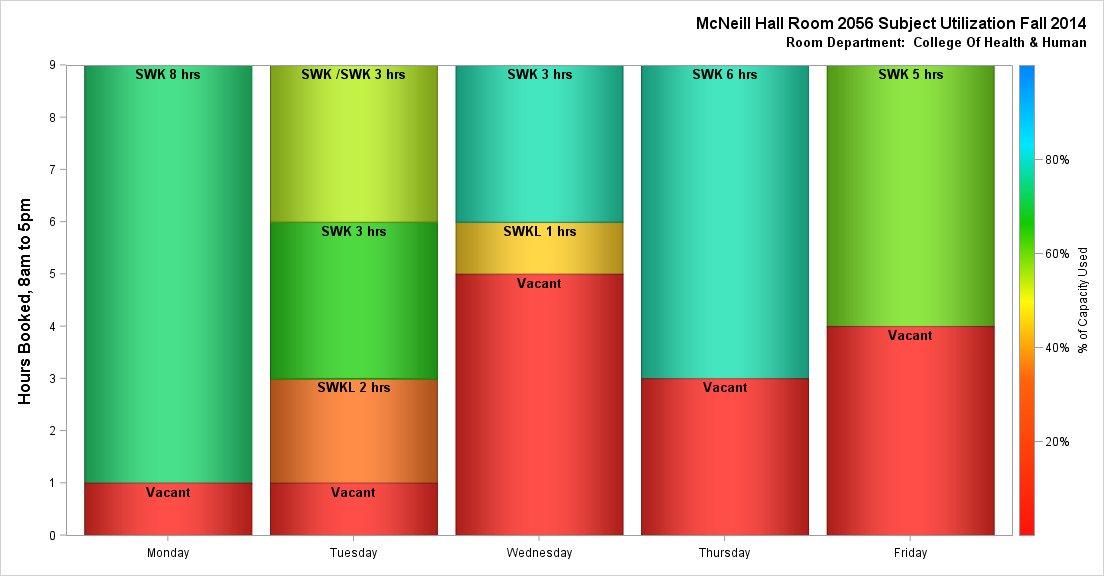 McNeill Hall Room 2056 Subject Utilization Fall 2014
Room Department:  College Of Health & Human
Hours Booked, 8am to 5pm
9
8
7
6
5
4
3
2
1
0
SWK 8 hrs
Vacant
SWK /SWK 3 hrs
SWK 3 hrs
SWKL 2 hrs
Vacant
SWK 3 hrs
SWKL 1 hrs
Vacant
SWK 6 hrs
Vacant
SWK 5 hrs
Vacant
Monday
Tuesday
Wednesday
Thursday
Friday
80%
60%
40%
20%
% of Capacity Used